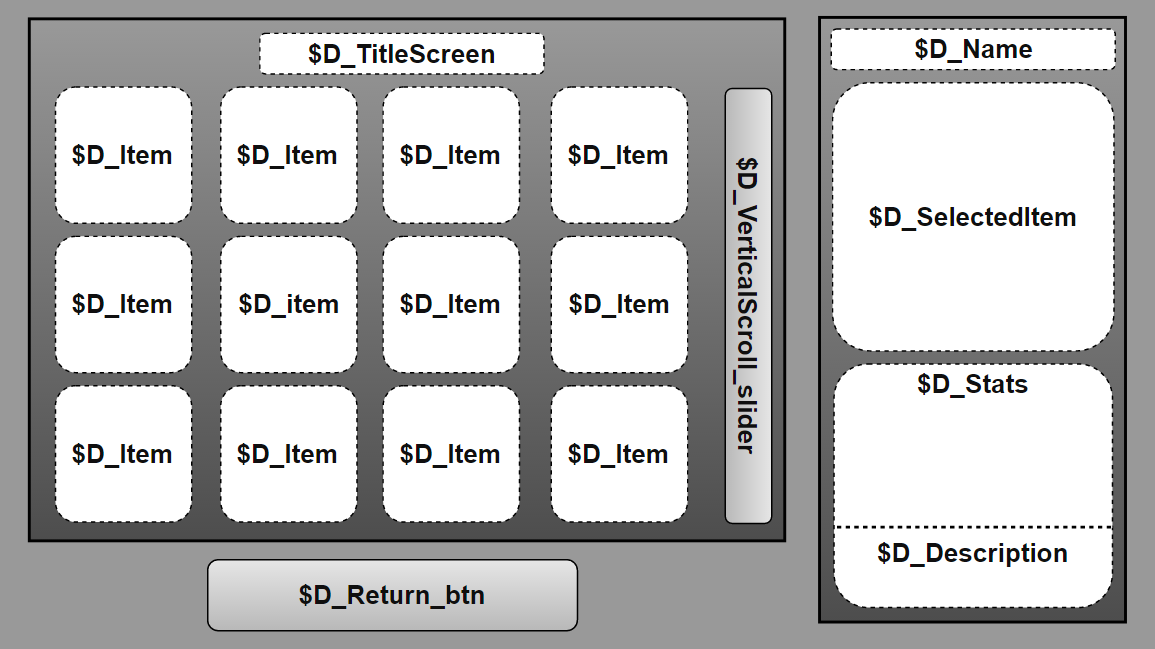 $D_TitleScreen
$D_Item
$D_Item
$D_Item
$D_Item
$D_Item
$D_item
$D_Item
$D_Item
$D_Item
$D_Item
$D_Item
$D_Item
$D_VerticalScroll_slider
$D_Return_btn
$D_Name
$D_SelectedItem
$D_Stats
$D_Description